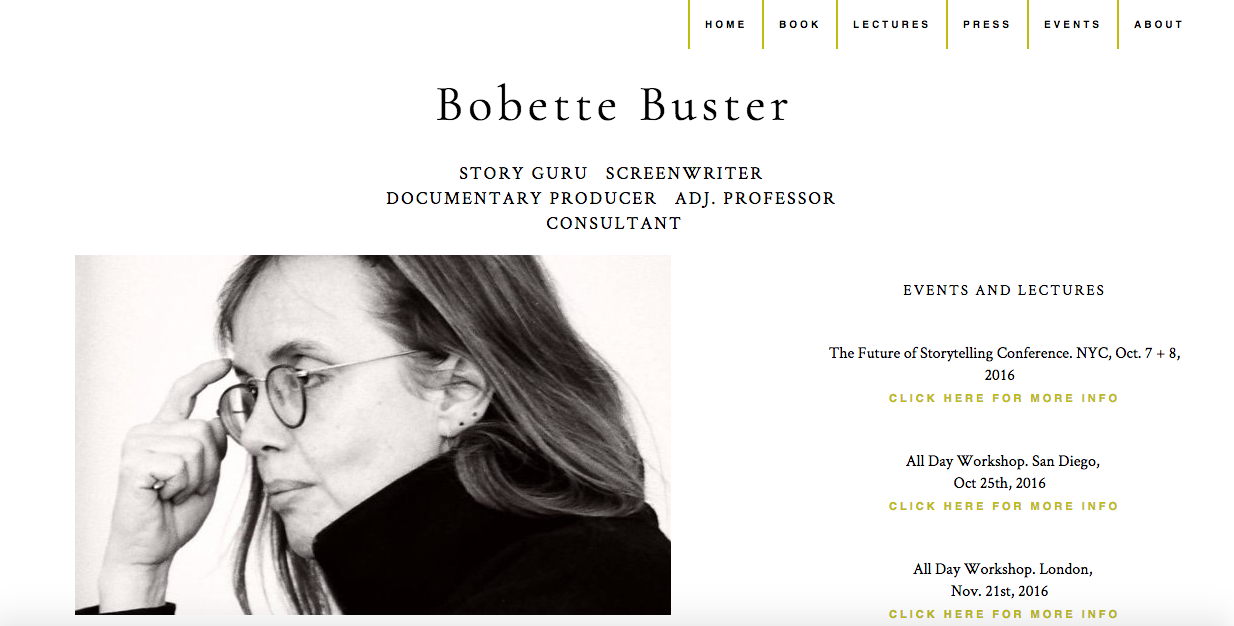 HOME BOOK LECTURES PRESS EVENTS ABOUT
Bobette Buster
STORY GURU SCREENWRITER
DOCUMENTARY PRODUCER ADJ. PROFESSOR
CONSULTANT
EVENTS AND LECTURES
The Future of Storytelling Conference. NYC, Oct. 7 + 8,
2016
CLICK HERE FOR MORE INFO
All Day Workshop. San Diego,
Oct 25th, 2016
CLICK HERE FOR MORE INFO
All Day Workshop. London,
Nov. 21st, 2016
CLICK HERE FOR MORE INFO